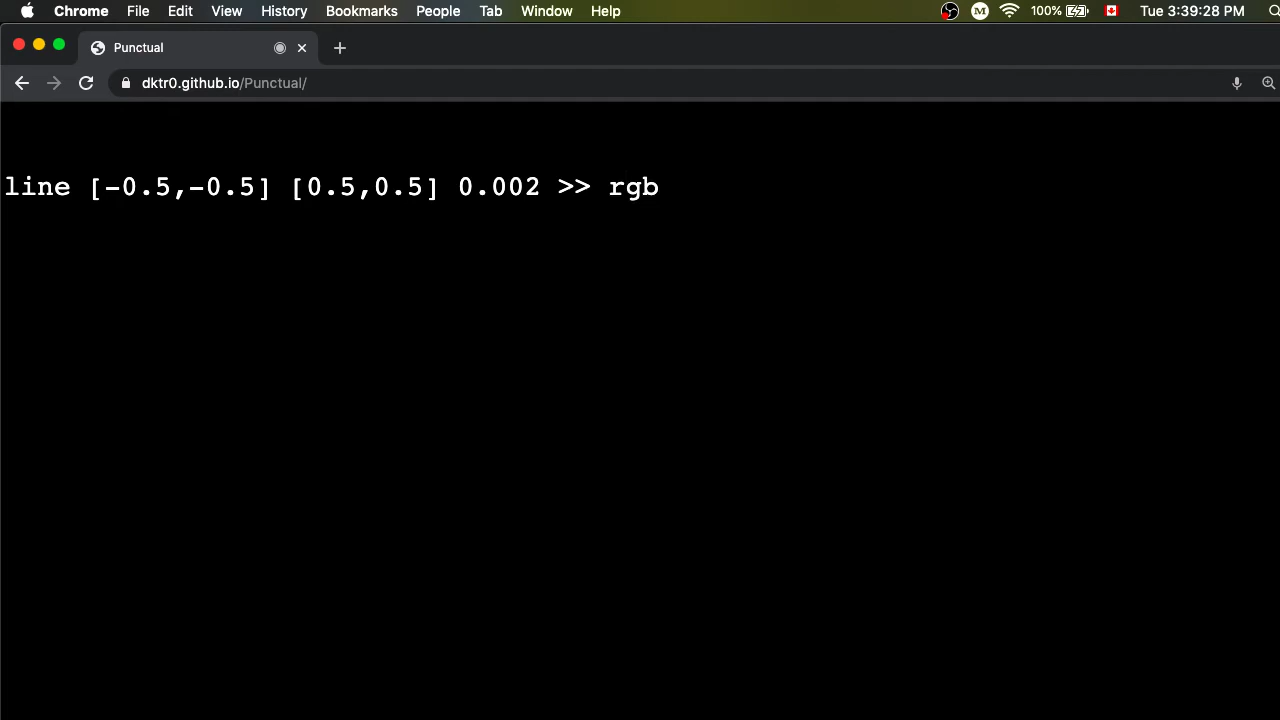 Chrome File Edit View History Bookmarks People Tab Window Help M 100% Tue 3:39:28 PM
Punctual
dktr0.github.io/Punctual/
line [-0.5,-0.5] [0.5,0.5] 0.002 >> rgb